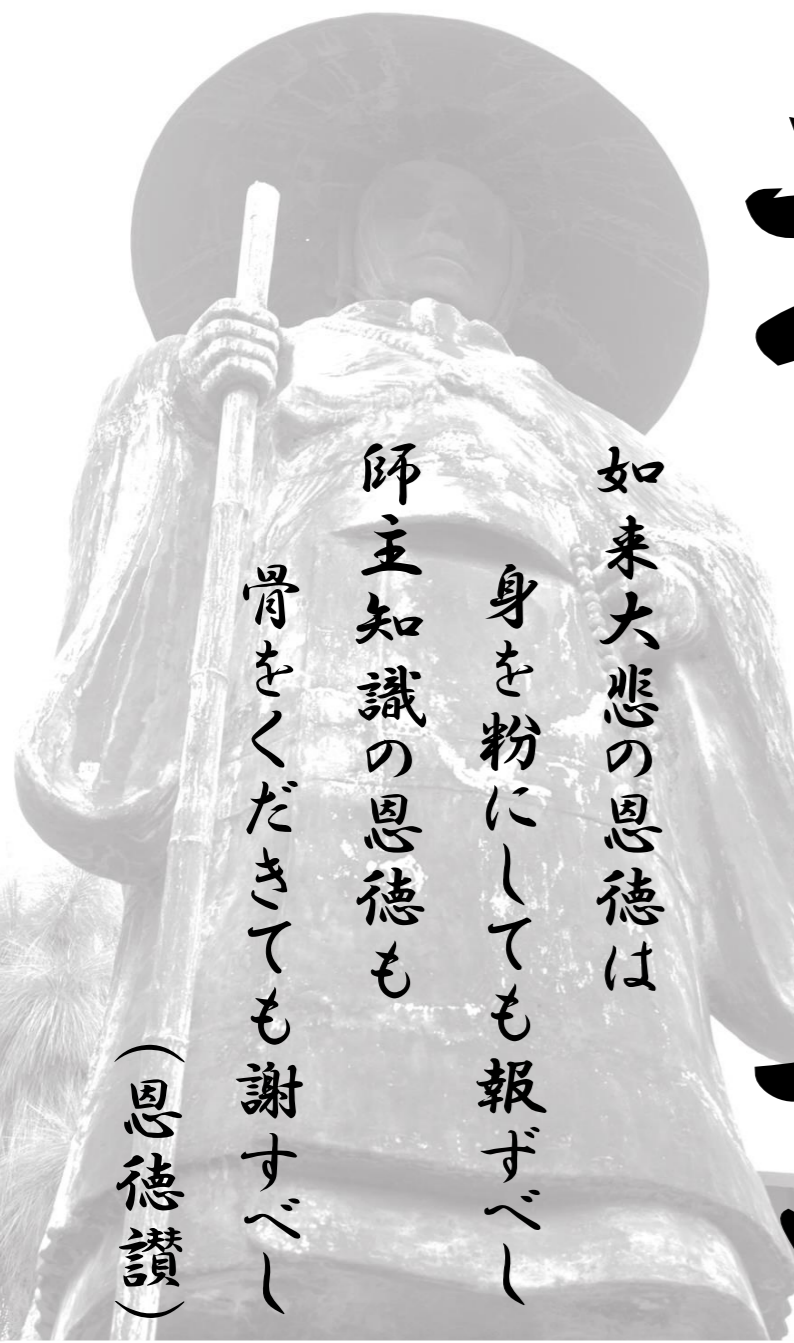 如来大悲の恩徳は
身を粉にしても報ずべし
師主知識の恩徳も
骨をくだきても謝すべし
（恩徳讃）